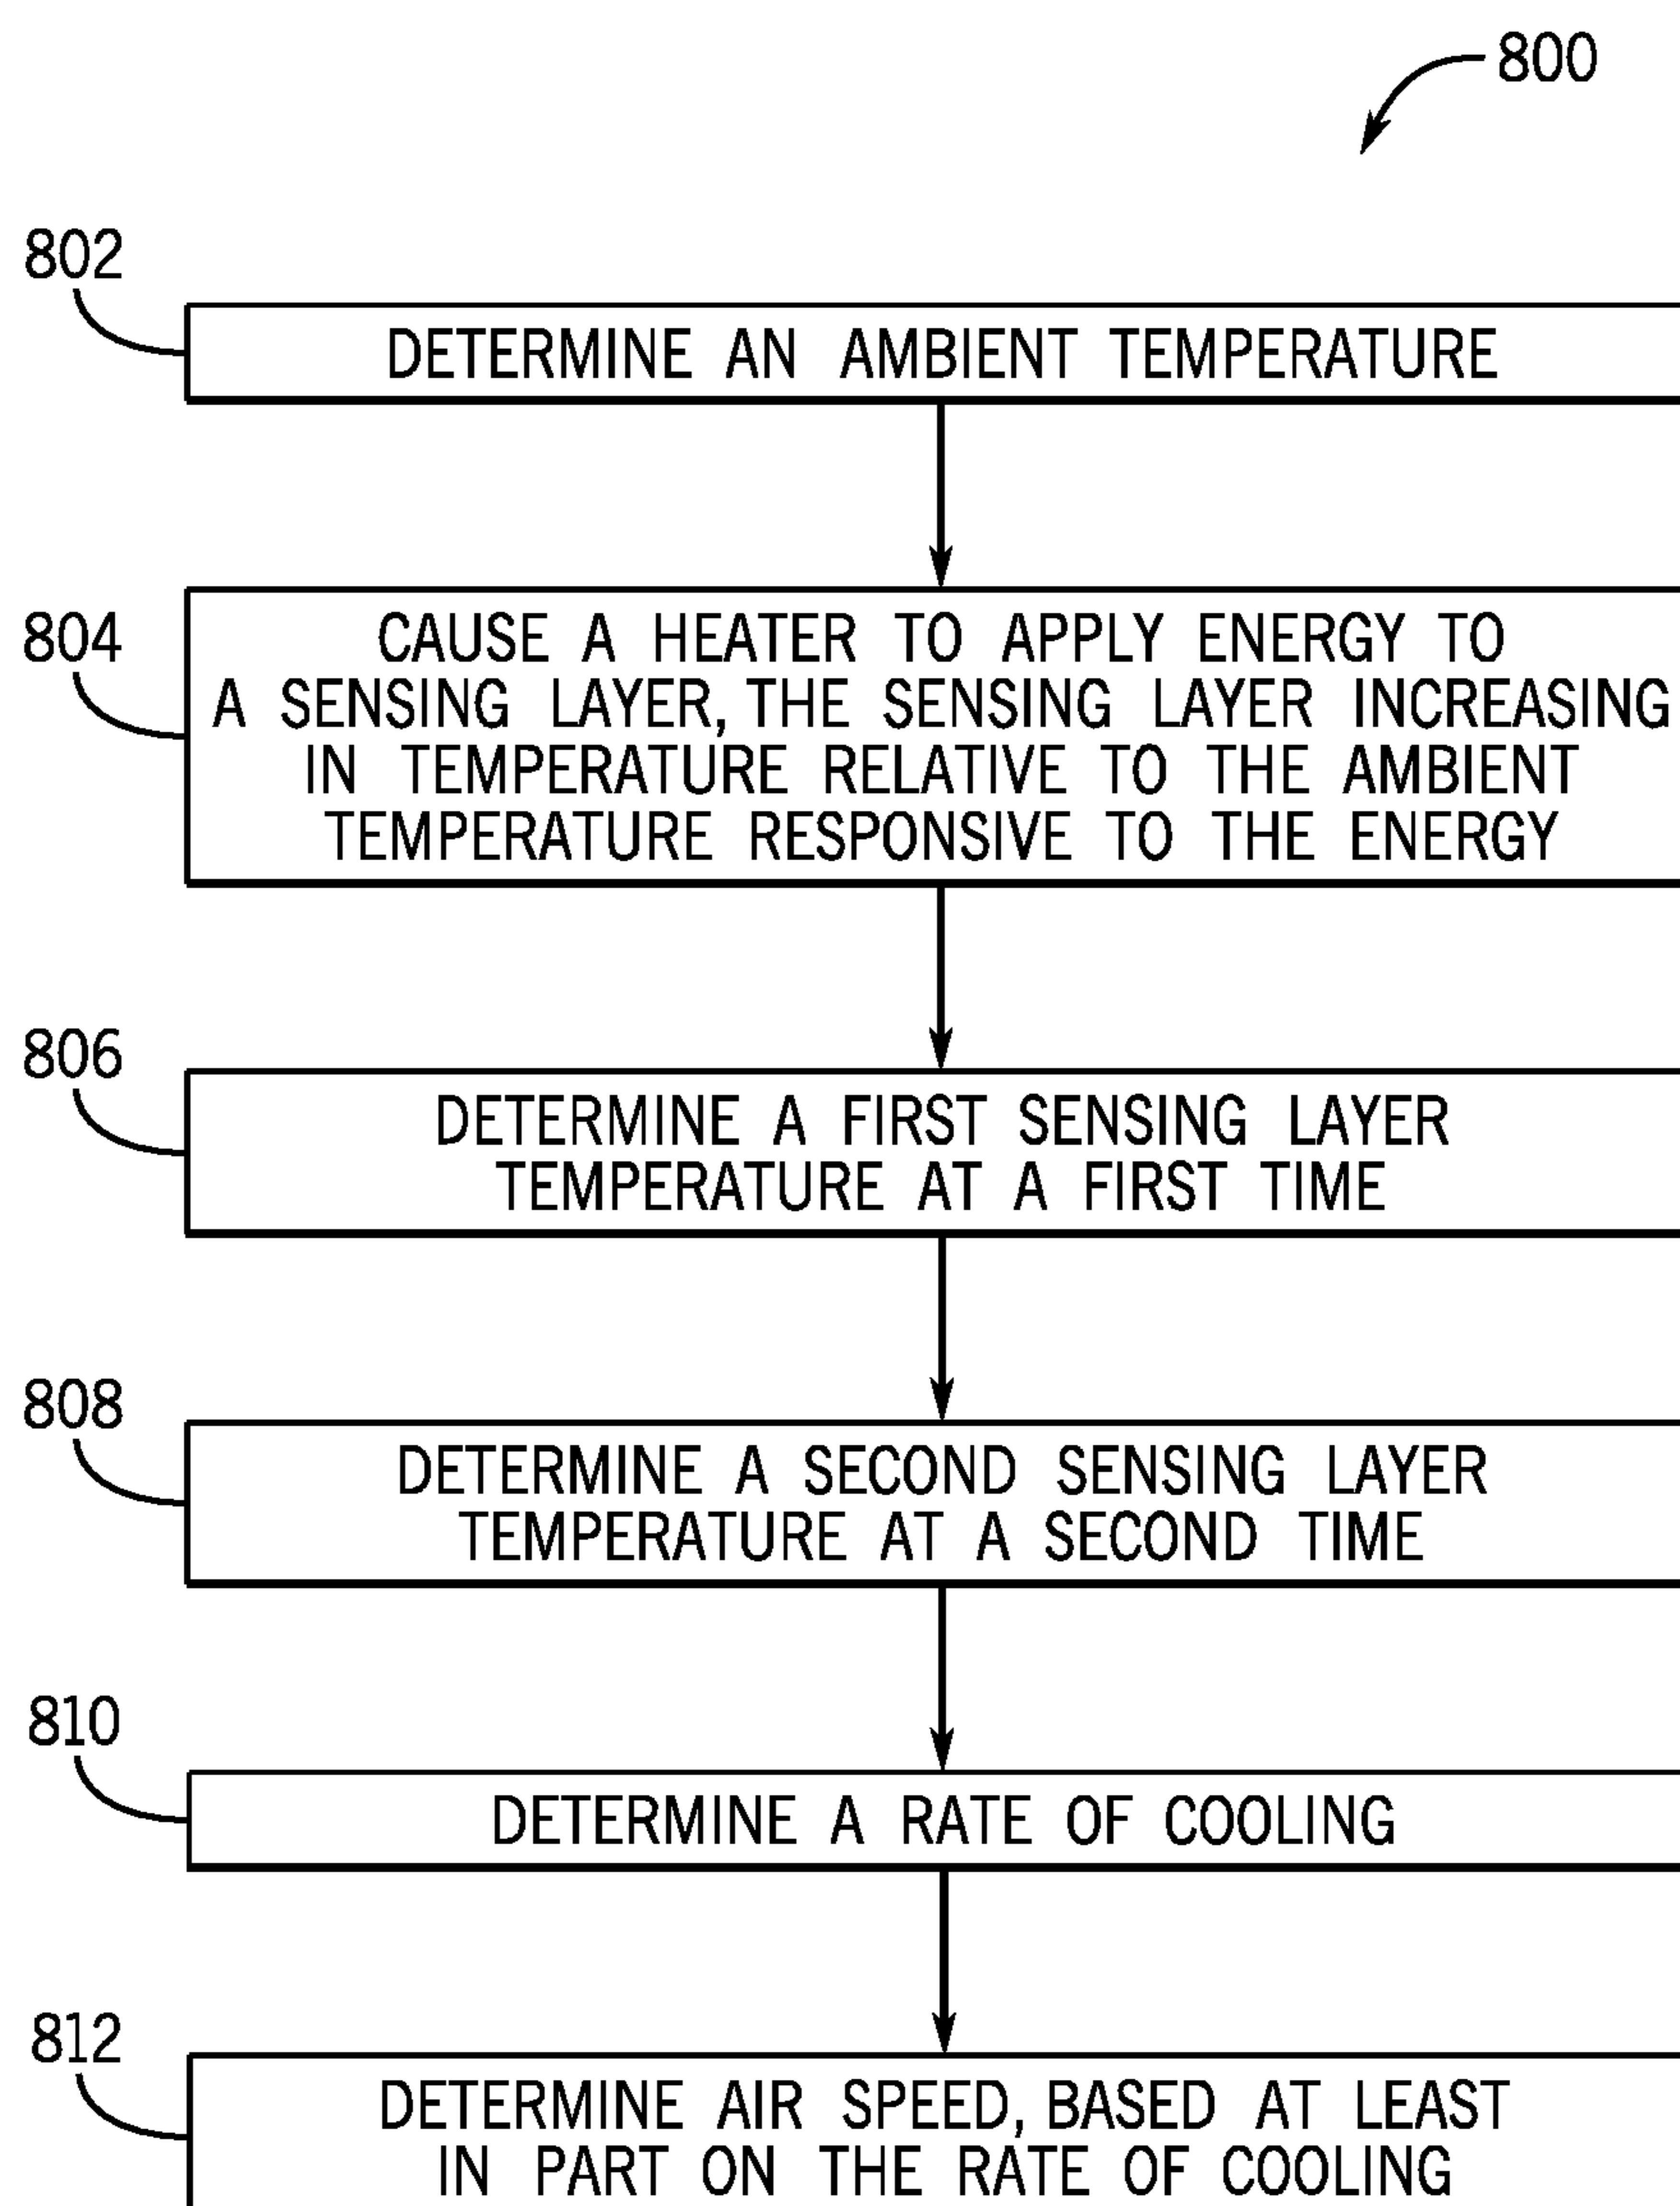 800
802
DETERMINE AN AMBIENT TEMPERATURE
804
CAUSE A HEATER TO APPLY ENERGY TO
A SENSING LAYER, THE SENSING LAYER INCREASING
IN TEMPERATURE RELATIVE TO THE AMBIENT
TEMPERATURE RESPONSIVE TO THE ENERGY
806
DETERMINE A FIRST SENSING LAYER
TEMPERATURE AT A FIRST TIME
808
DETERMINE A SECOND SENSING LAYER
TEMPERATURE AT A SECOND TIME
810
DETERMINE A RATE OF COOLING
812
DETERMINE AIR SPEED, BASED AT LEAST
IN PART ON THE RATE OF COOLING